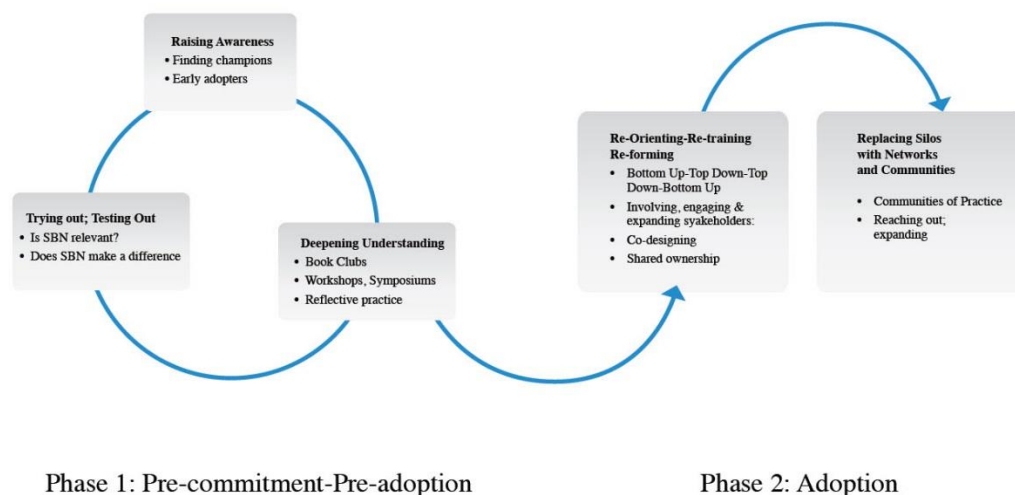 Raising Awareness
• Finding champions
• Early adopters
Trying out; Testing Out
• Is SBN relevant?
• Does SBN make a difference
Deepening Understanding
• Book Clubs
• Workshops, Symposiums
• Reflective practice
Re-Orienting-Re-training
Re-forming
• Bottom Up-Top Down-Top
Down-Bottom Up
• Involving, engaging &
expanding syakeholders:
• Co-designing
• Shared ownership
Replacing Silos
with Networks
and Communities
• Communities of Practice
• Reaching out;
expanding
Phase 1: Pre-commitment-Pre-adoption
Phase 2: Adoption